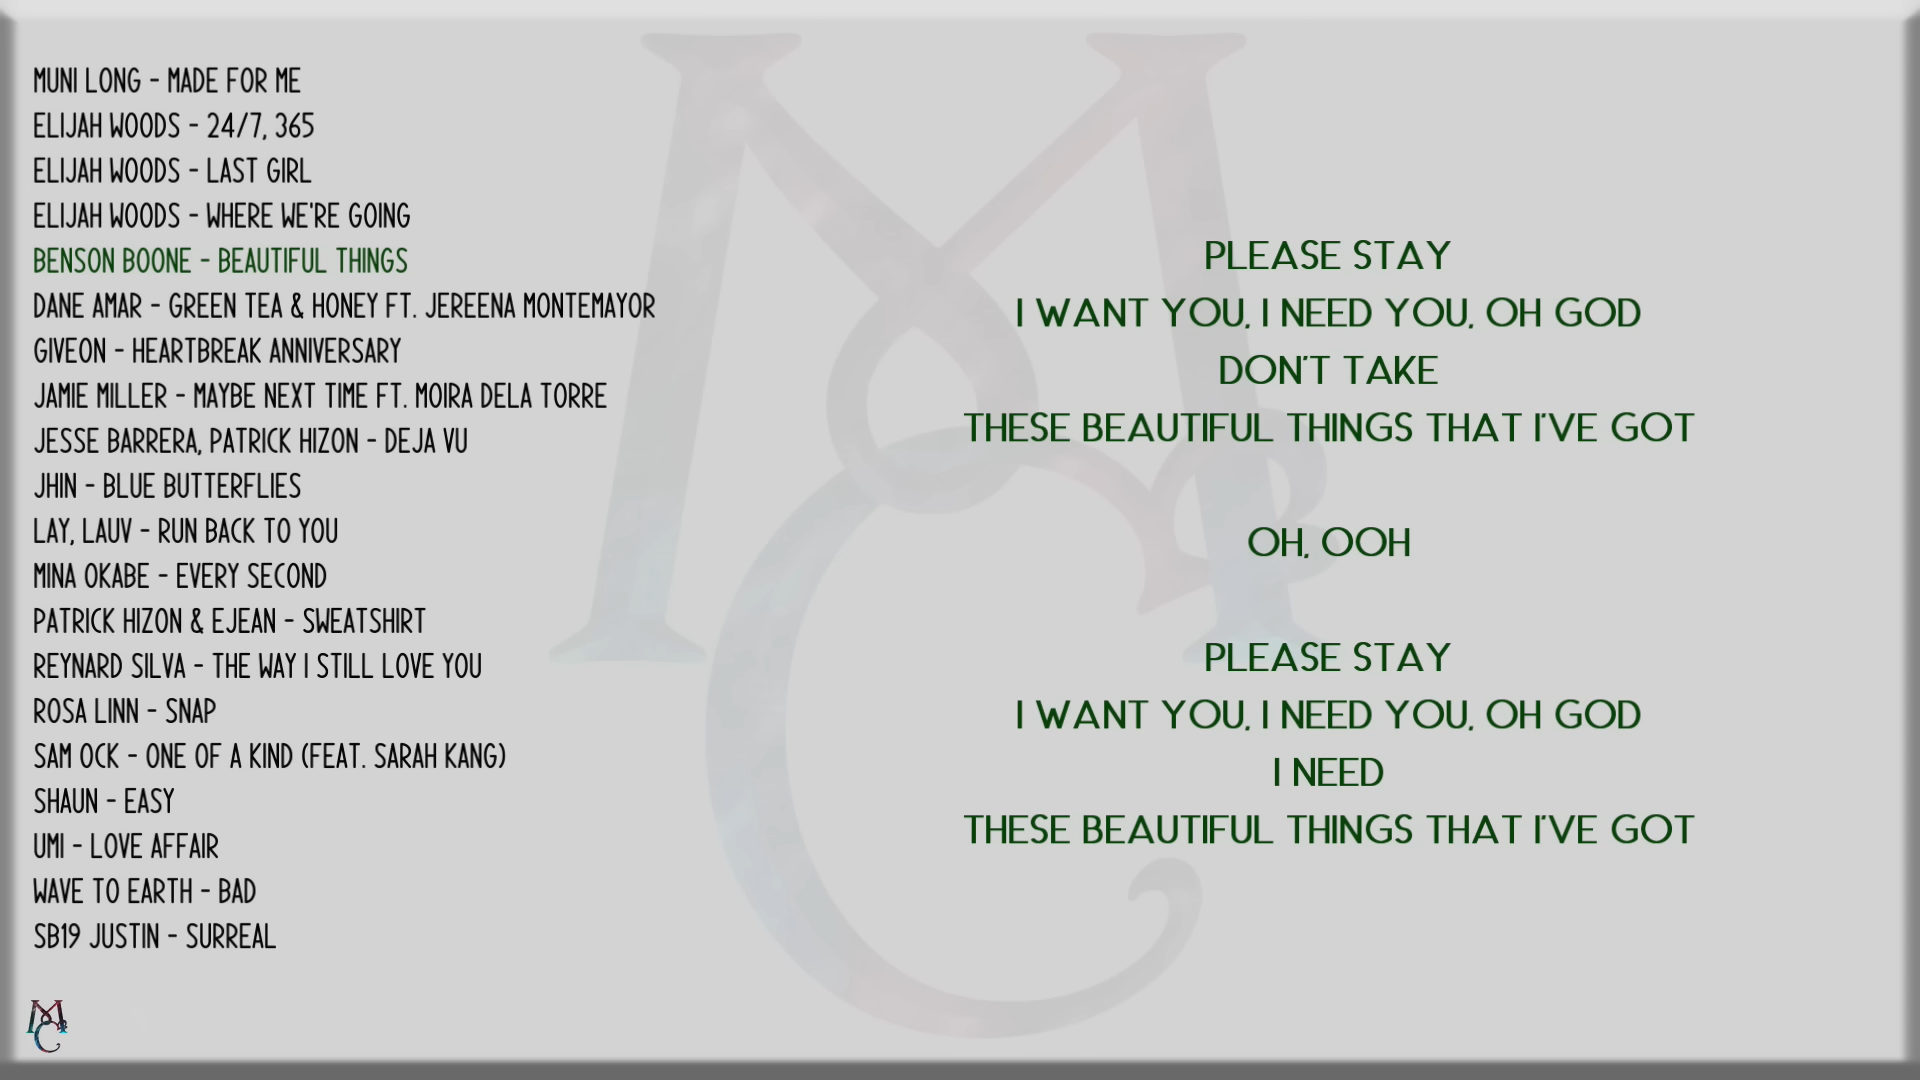 MUNI LONG - MADE FOR ME
ELIJAH WOODS - 24/7, 365
ELIJAH WOODS - LAST GIRL
ELIJAH WOODS - WHERE WE'RE GOING
BENSON BOONE - BEAUTIFUL THINGS
DANE AMAR - GREEN TEA & HONEY FT. JEREENA MONTEMAYOR
GIVEON - HEARTBREAK ANNIVERSARY
JAMIE MILLER - MAYBE NEXT TIME FT. MOIRA DELA TORRE
JESSE BARRERA, PATRICK HIZON - DEJA VU
JHIN - BLUE BUTTERFLIES
LAY, LAUV - RUN BACK TO YOU
MINA OKABE - EVERY SECOND
PATRICK HIZON & EJEAN - SWEATSHIRT
REYNARD SILVA - THE WAY I STILL LOVE YOU
ROSA LINN - SNAP
SAM OCK - ONE OF A KIND (FEAT. SARAH KANG)
SHAUN - EASY
UMI - LOVE AFFAIR
WAVE TO EARTH - BAD
SB19 JUSTIN - SURREAL
PLEASE STAY
I WANT YOU, I NEED YOU, OH GOD
DON'T TAKE
THESE BEAUTIFUL THINGS THAT I'VE GOT
OH, OOH
PLEASE STAY
I WANT YOU, I NEED YOU, OH GOD
I NEED
THESE BEAUTIFUL THINGS THAT I'VE GOT
MC